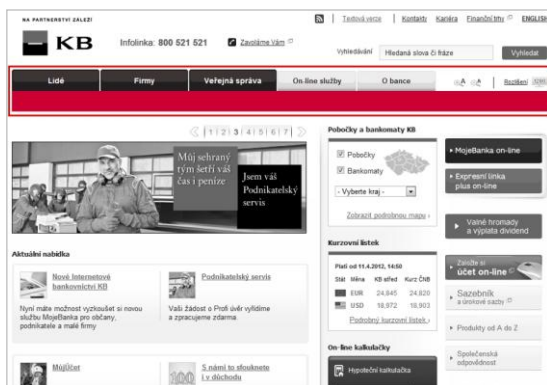 NA PARTNERSTVÍ ZÁLEŽÍ
Textová verze | Kontakty Kariéra Finanční trhy ENGLISH
KB
Infolinka: 800 521 521
Zavoláme Vám
Vyhledávání
Hledaná slova či fráze
Vyhledat
Lidé
Firmy
Veřejná správa
On-line služby
O bance
Rozlišení
|1|2|3|4|5|6|7|
Můj sehraný
tým šetří váš
čas i peníze
Jsem váš
Podnikatelský
servis
Aktuální nabídka
Nové Internetové
bankovnictví KB
Nyní máte možnost vyzkoušet si novou
službu MojeBanka pro občany,
podnikatele a malé firmy
Podnikatelský servis
Vaši žádost o Profi úvěr vyřídíme
a zpracujeme zdarma.
MůjÚčet
S námi to sfouknete
i v důchodu
Pobočky a bankomaty KB
Pobočky
Bankomaty
- Vyberte kraj -
Zobrazit podrobnou mapu
Kurzovní lístek
Platí od 11.4.2012, 14:50
Stát Měna KB střed Kurz ČNB
EUR 24,845 24,820
USD 18,972 18,903
Podrobný kurzovní lístek
On-line kalkulačky
Hypoteční kalkulačka
MojeBanka on-line
Expresní linka
plus on-line
Valné hromady
a výplata dividend
Založte si
účet on-line
Sazebník
a úrokové sazby
Produkty od A do Z
Společenská
odpovědnost